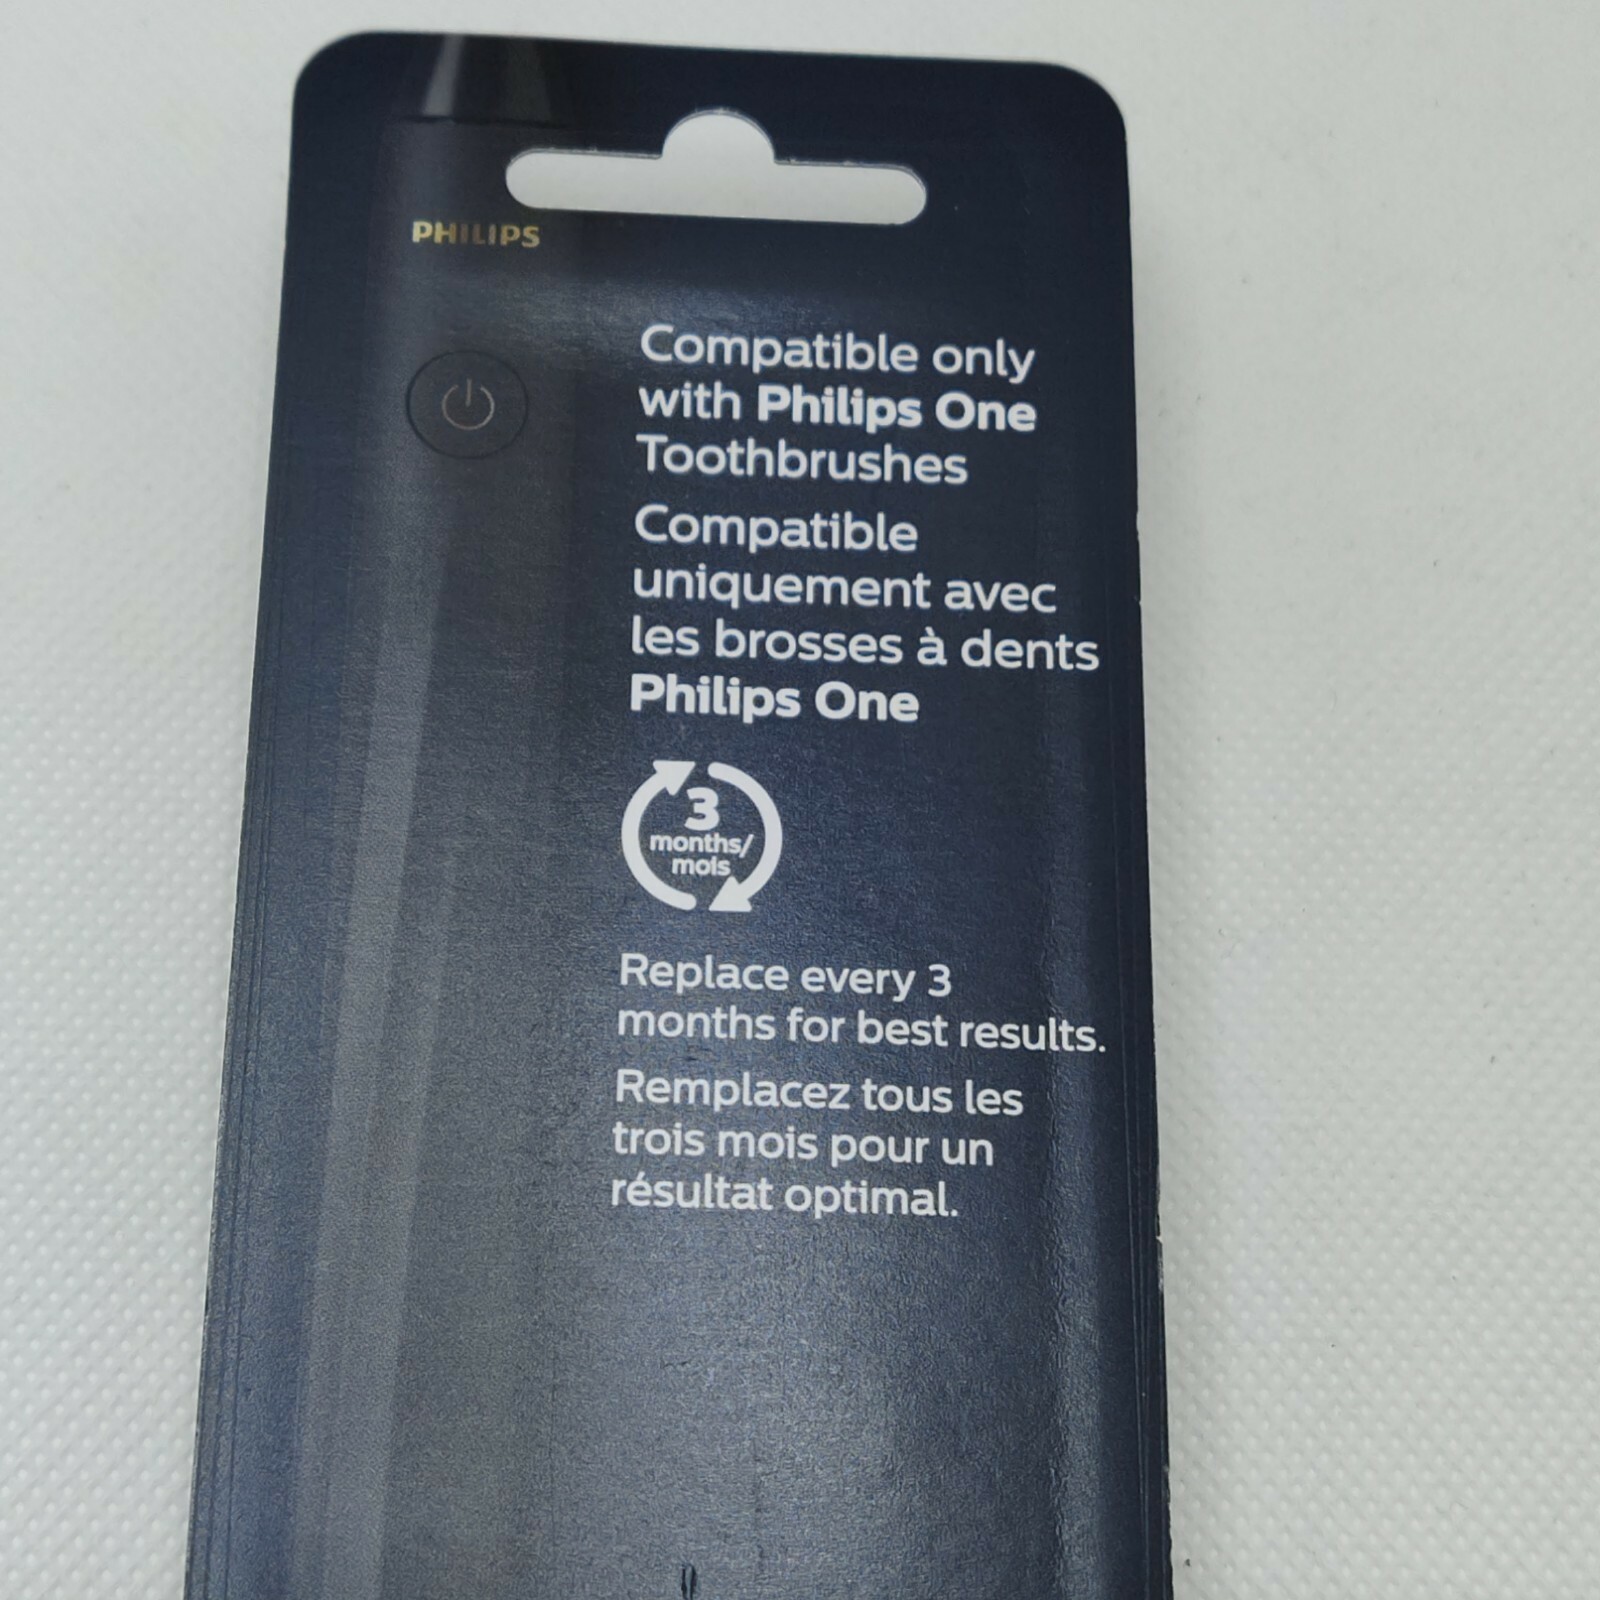 PHILIPS
Compatible only
with Philips One
Toothbrushes
Compatible
uniquement avec
les brosses à dents
Philips One
3
months/
mois
Replace every 3
months for best results.
Remplacez tous les
trois mois pour un
résultat optimal.